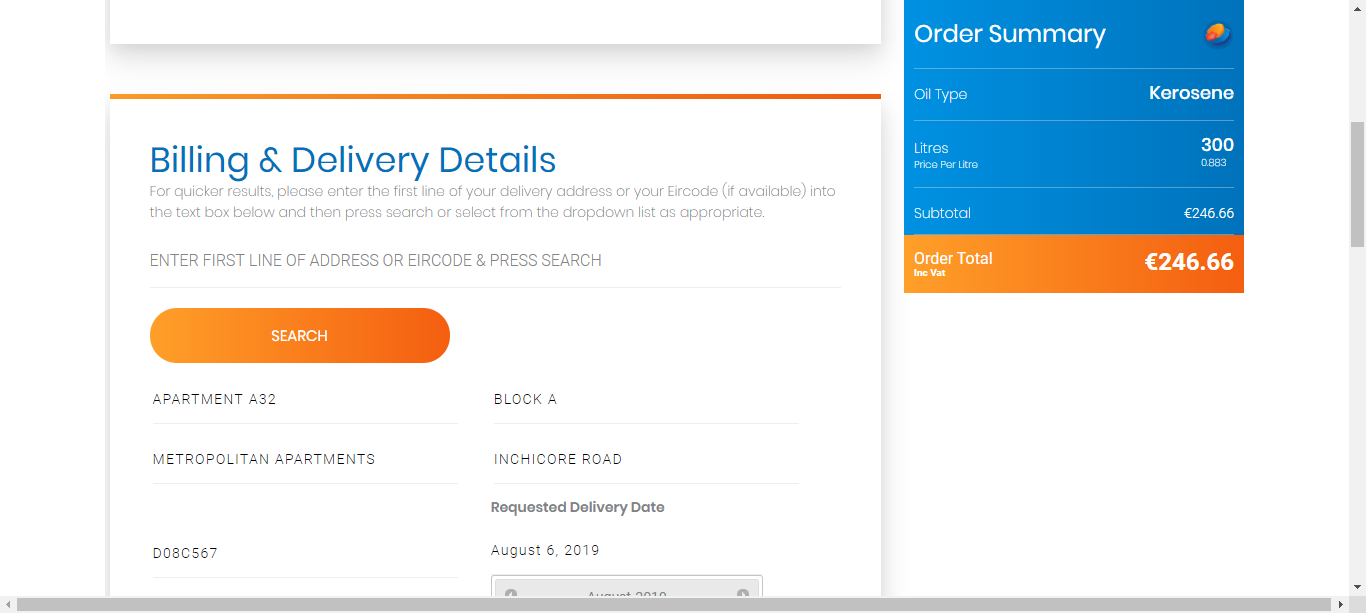 Order Summary
Oil Type Kerosene
Litres 300
Price Per Litre 0.883
Subtotal €246.66
Order Total €246.66
Inc Vat
Billing & Delivery Details
For quicker results, please enter the first line of your delivery address or your Eircode (if available) into
the text box below and then press search or select from the dropdown list as appropriate.
ENTER FIRST LINE OF ADDRESS OR EIRCODE & PRESS SEARCH
SEARCH
APARTMENT A32 BLOCK A
METROPOLITAN APARTMENTS INCHICORE ROAD
Requested Delivery Date
D08C567 August 6, 2019
August 2019